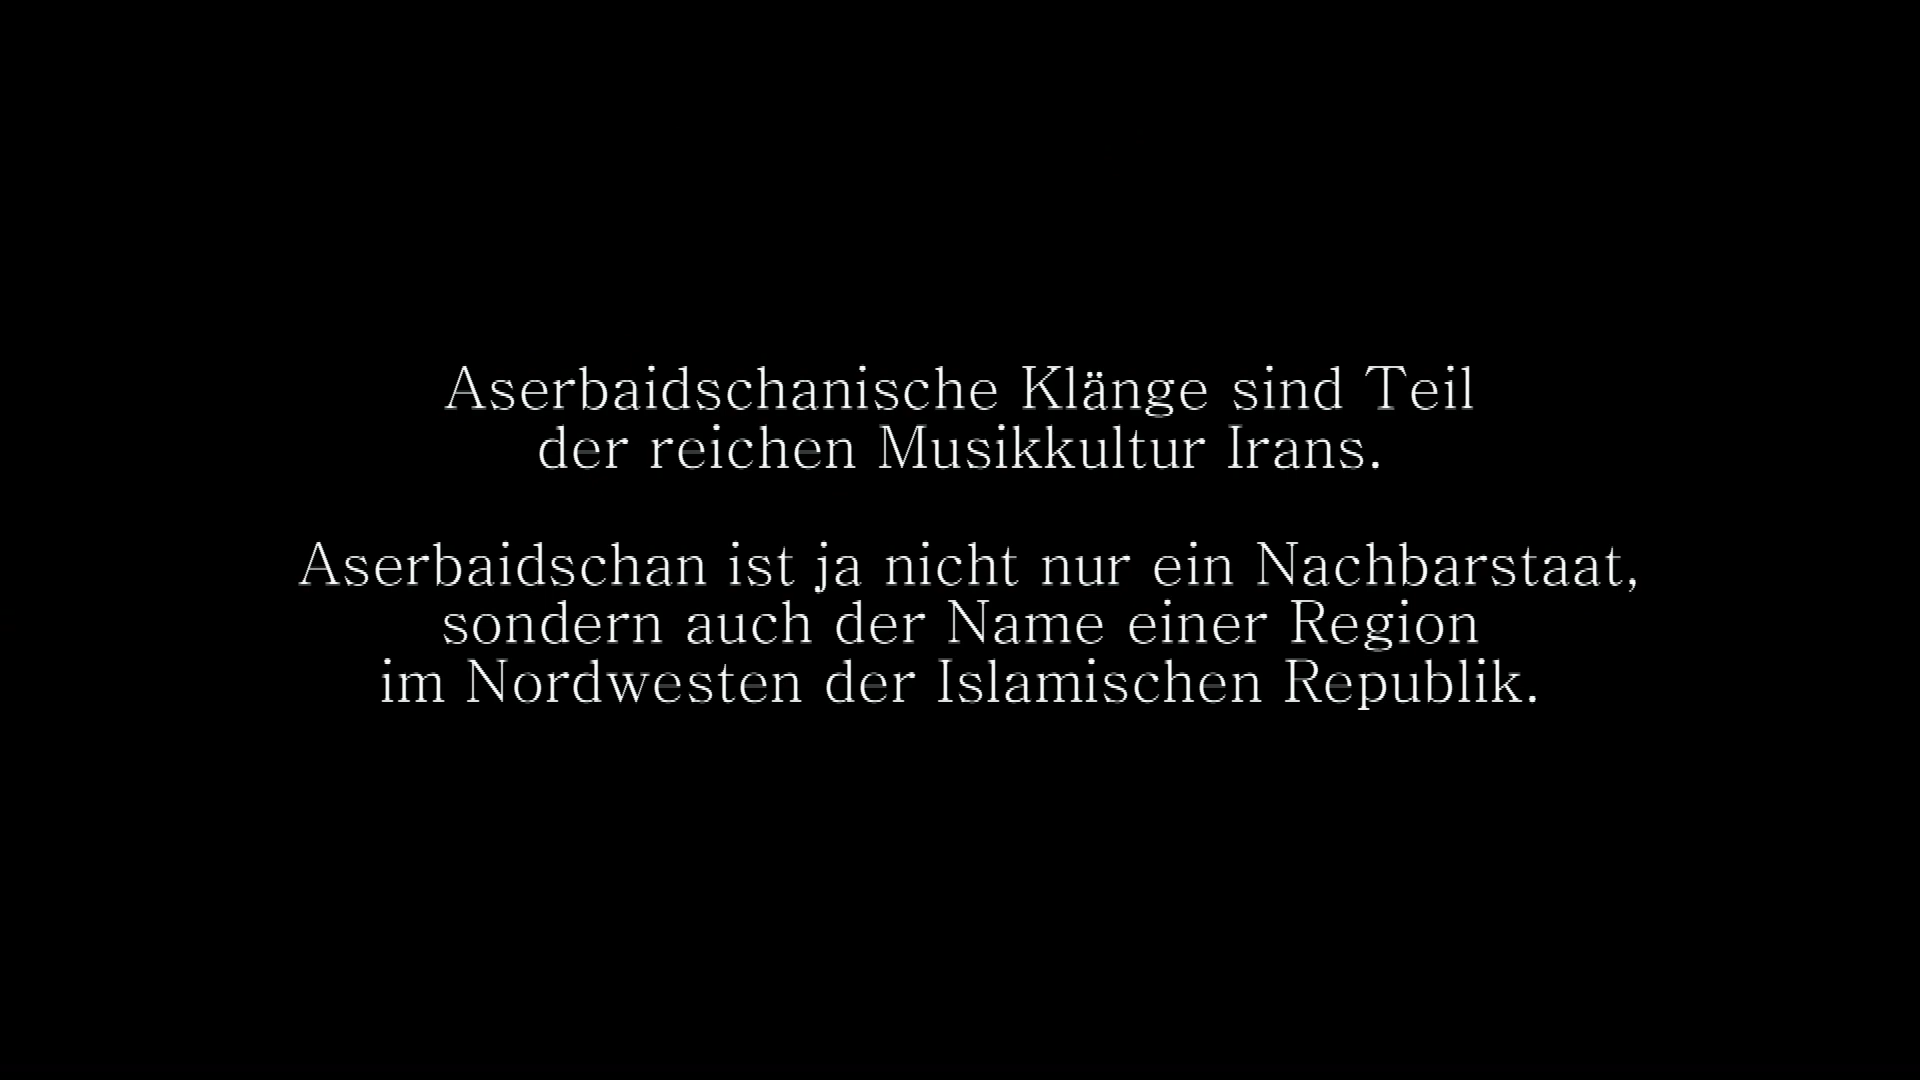 Aserbaidschanische Klänge sind Teil
der reichen Musikkultur Irans.
Aserbaidschan ist ja nicht nur ein Nachbarstaat,
sondern auch der Name einer Region
im Nordwesten der Islamischen Republik.